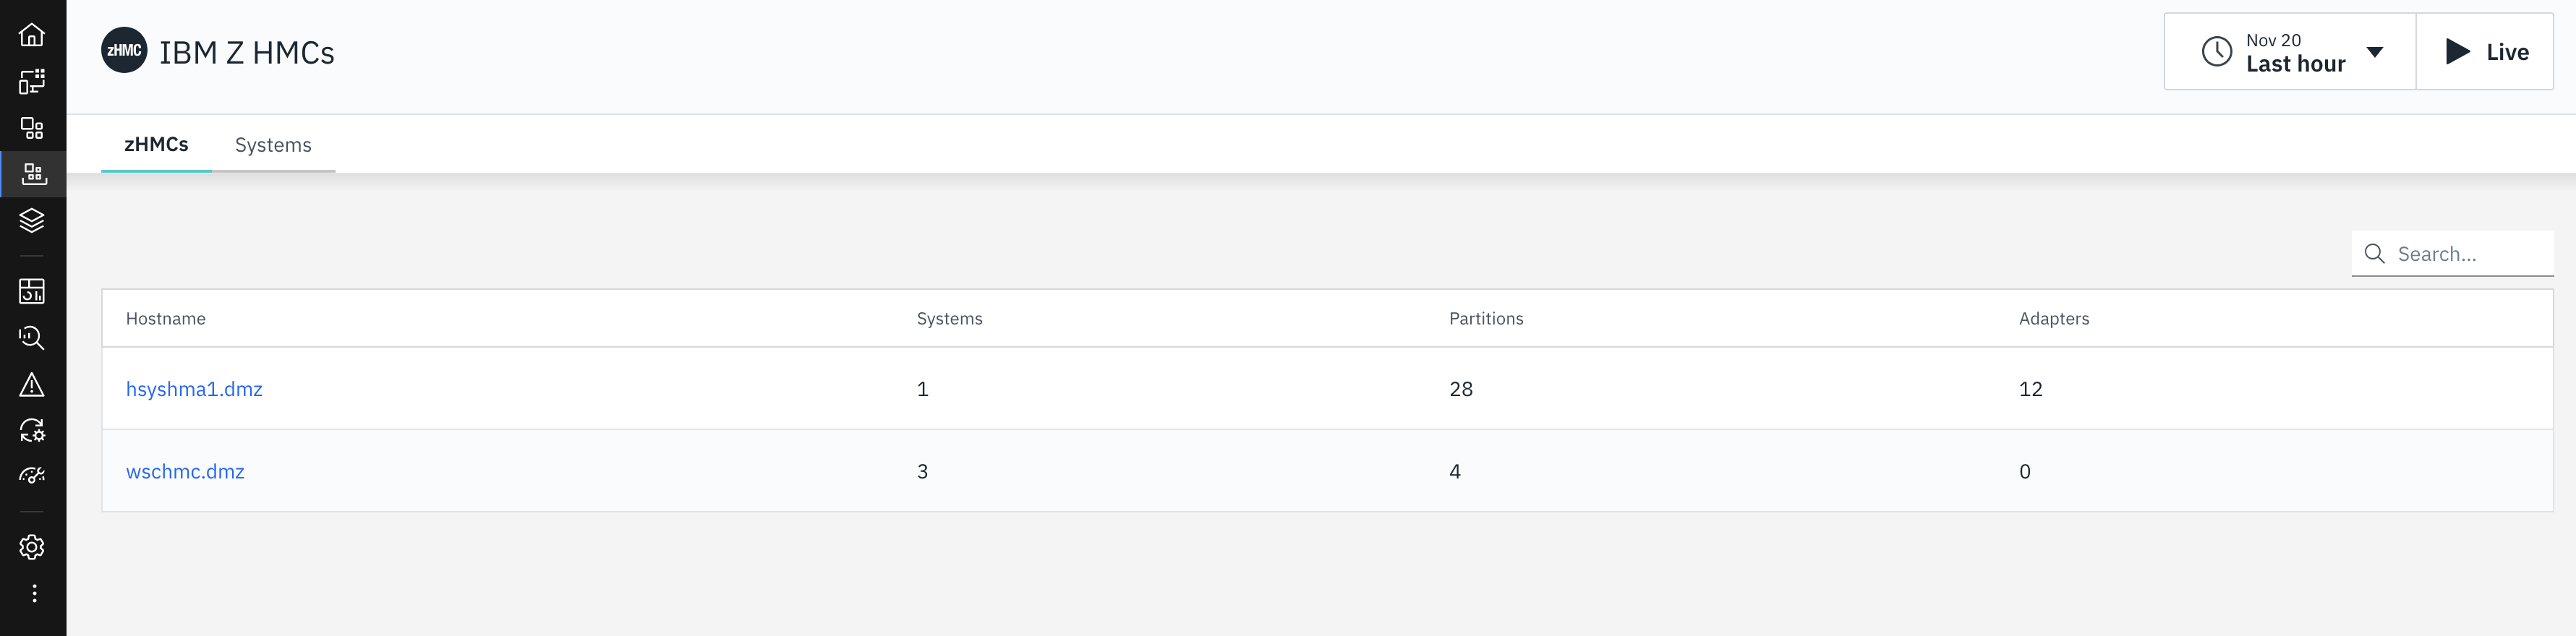 zHMC IBM Z HMCs
Nov 20
Last hour
Live
zHMCs Systems
Search...
Hostname Systems Partitions Adapters
hsyshma1.dmz 1 28 12
wschmc.dmz 3 4 0